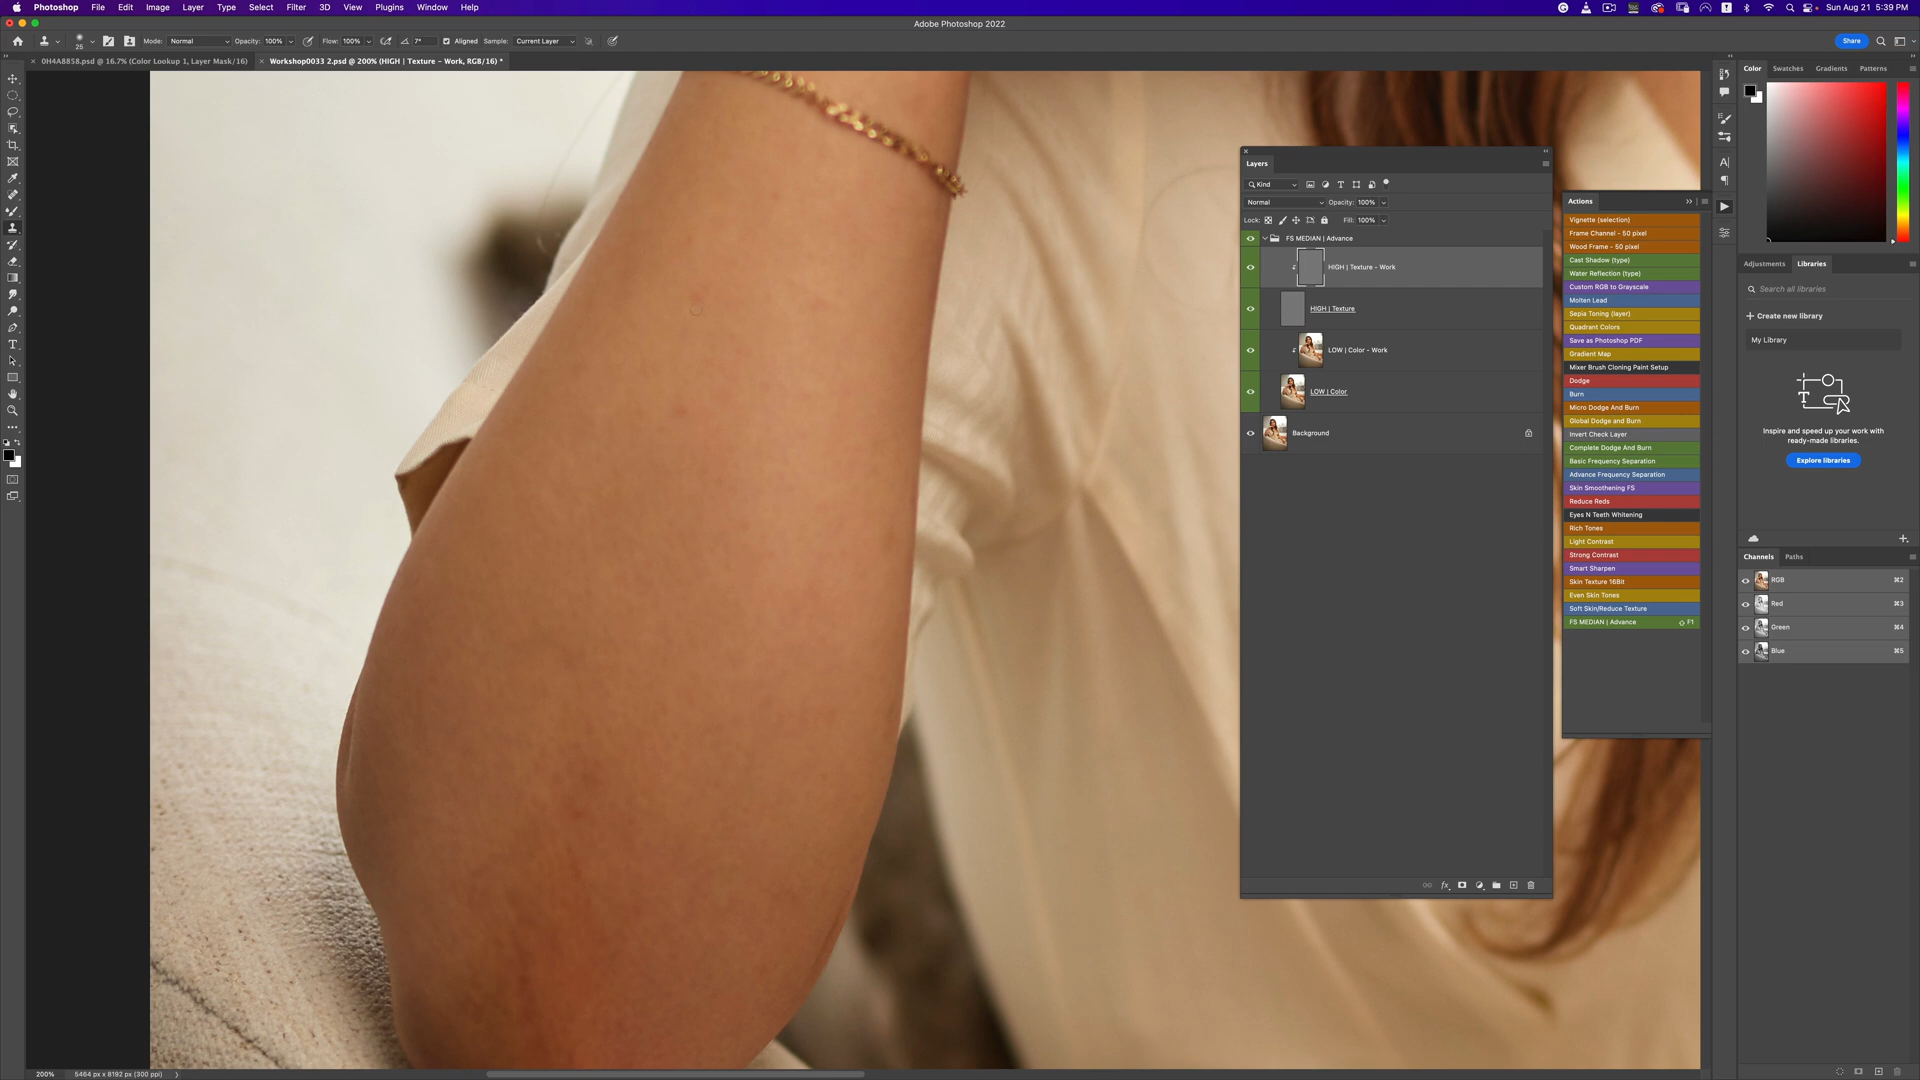 Photoshop File Edit Image Layer Type Select Filter 3D View Plugins Window Help Sun Aug 21 5:39 PM
Adobe Photoshop 2022
25 Mode: Normal Opacity: 100% Flow: 100% 7° Aligned Sample: Current Layer Share
0H4A8858.psd @ 16.7% (Color Lookup 1, Layer Mask/16)
Workshop0033 2.psd @ 200% (HIGH | Texture - Work, RGB/16) *
Layers
Kind
Normal Opacity: 100%
Lock: Fill: 100%
FS MEDIAN | Advance
HIGH | Texture - Work
HIGH | Texture
LOW | Color - Work
LOW | Color
Background
Actions
Vignette (selection)
Frame Channel - 50 pixel
Wood Frame - 50 pixel
Cast Shadow (type)
Water Reflection (type)
Custom RGB to Grayscale
Molten Lead
Sepia Toning (layer)
Quadrant Colors
Save as Photoshop PDF
Gradient Map
Mixer Brush Cloning Paint Setup
Dodge
Burn
Micro Dodge And Burn
Global Dodge and Burn
Invert Check Layer
Complete Dodge And Burn
Basic Frequency Separation
Advance Frequency Separation
Skin Smoothening FS
Reduce Reds
Eyes N Teeth Whitening
Rich Tones
Light Contrast
Strong Contrast
Smart Sharpen
Skin Texture 16Bit
Even Skin Tones
Soft Skin/Reduce Texture
FS MEDIAN | Advance F1
Color Swatches Gradients Patterns
Adjustments Libraries
Search all libraries
Create new library
My Library
Inspire and speed up your work with
ready-made libraries.
Explore libraries
Channels Paths
RGB ⌘2
Red ⌘3
Green ⌘4
Blue ⌘5
200% 5464 px x 8192 px (300 ppi)